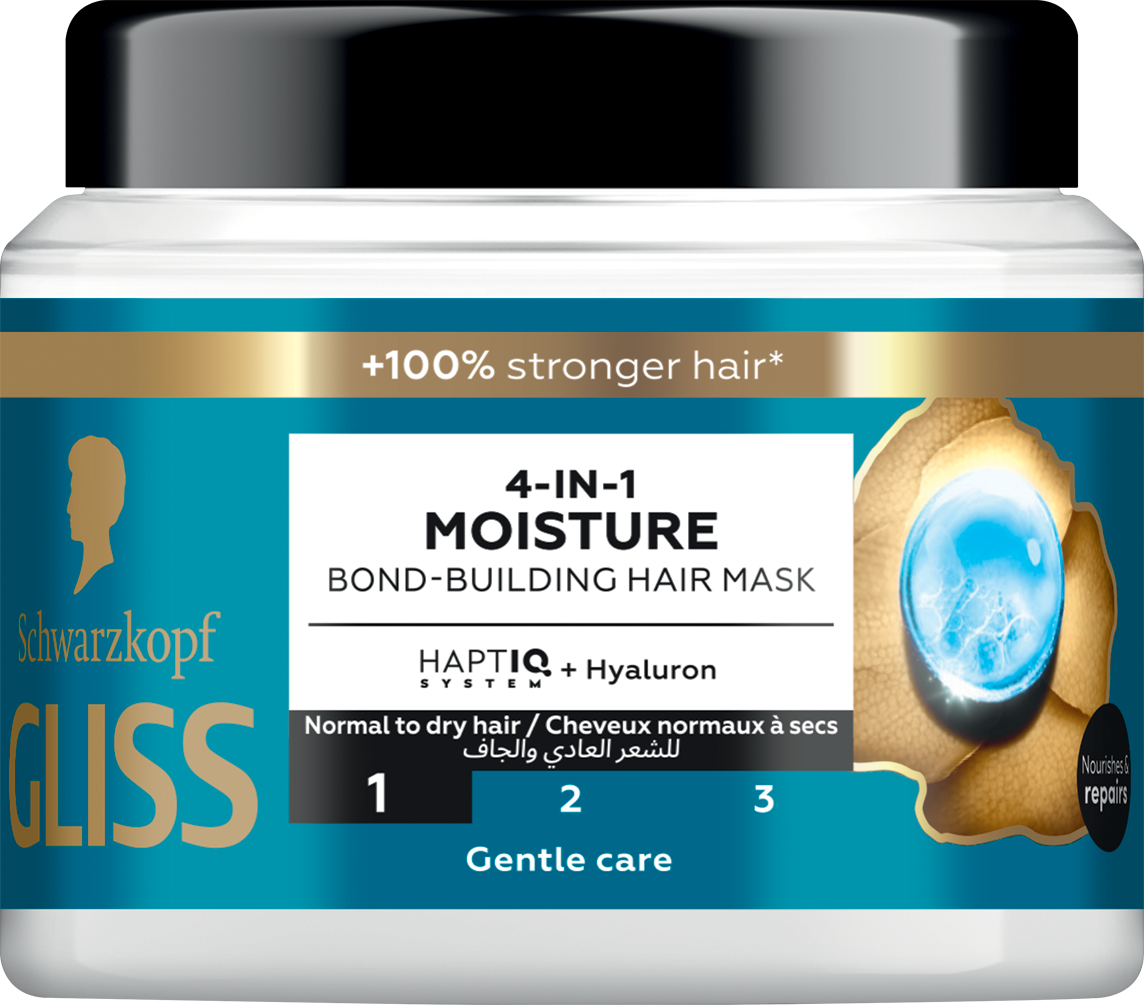 +100% stronger hair*
4-IN-1
MOISTURE
BOND-BUILDING HAIR MASK
HAPTIQ
SYSTEM
+ Hyaluron
Normal to dry hair / Cheveux normaux à secs
للشعر العادي والجاف
1 2 3
Gentle care
Schwarzkopf
GLISS
Nourishes &
repairs